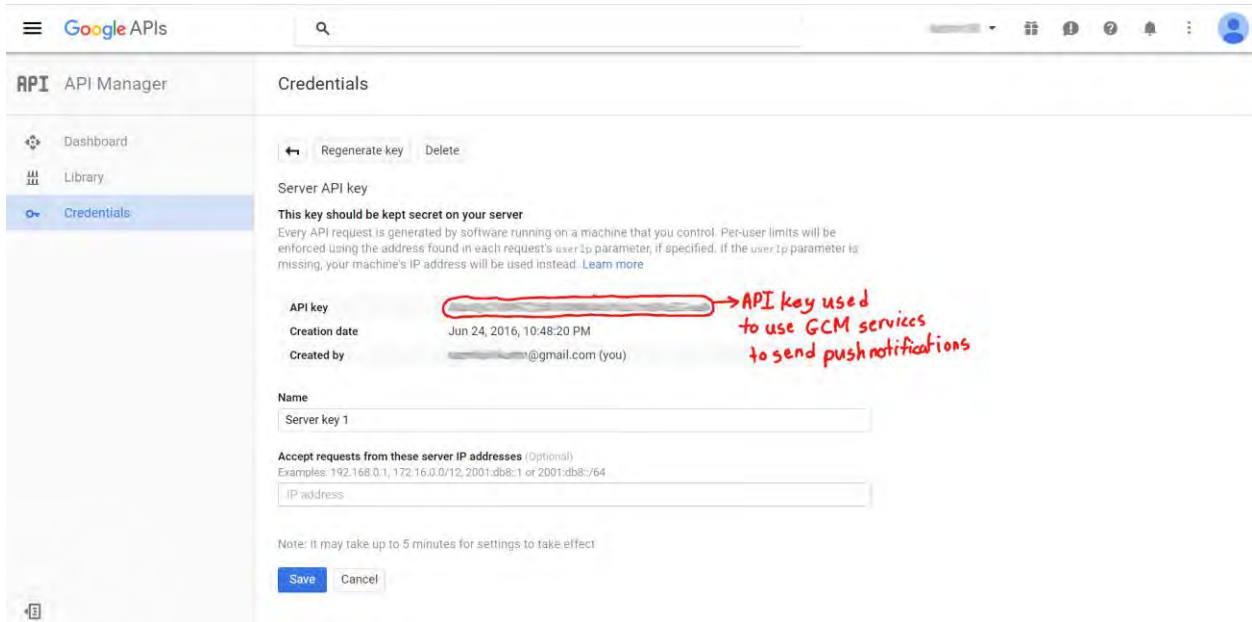 Google APIs
API API Manager
Credentials
Dashboard
Library
Credentials
Regenerate key Delete
Server API key
This key should be kept secret on your server
Every API request is generated by software running on a machine that you control. Per-user limits will be
enforced using the address found in each request's userIp parameter, if specified. If the userIp parameter is
missing, your machine's IP address will be used instead. Learn more
API key
Creation date Jun 24, 2016, 10:48:20 PM
Created by @gmail.com (you)
→API key used
to use GCM services
to send push notifications
Name
Server key 1
Accept requests from these server IP addresses (Optional)
Examples: 192.168.0.1, 172.16.0.0/12, 2001:db8::1 or 2001:db8::/64
IP address
Note: It may take up to 5 minutes for settings to take effect
Save Cancel